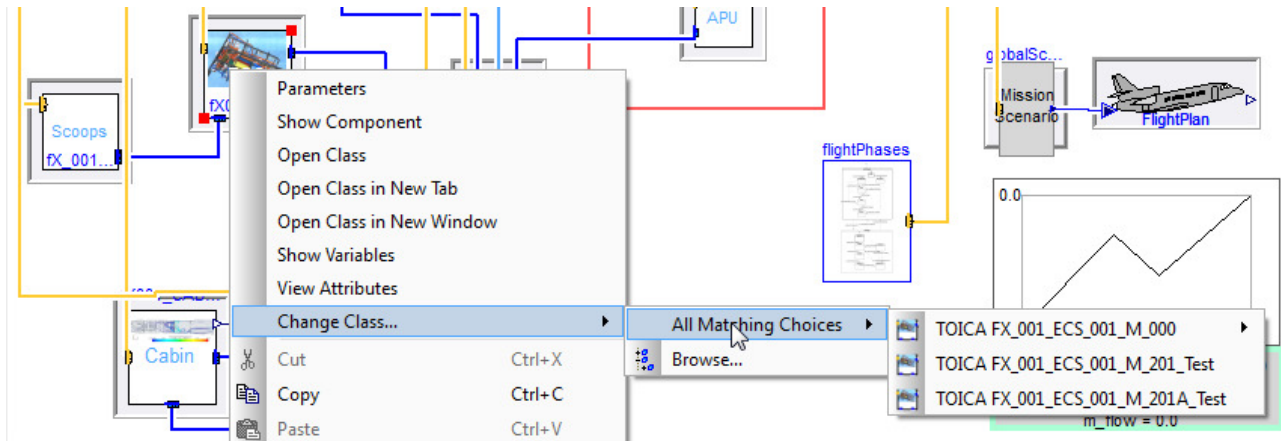 APU
globalSc...
Mission
Scenario
FlightPlan
Scoops
fX_001...
flightPhases
0.0
Cabin
m_flow = 0.0
Parameters
Show Component
Open Class
Open Class in New Tab
Open Class in New Window
Show Variables
View Attributes
Change Class...
Cut Ctrl+X
Copy Ctrl+C
Paste Ctrl+V
All Matching Choices
Browse...
TOICA FX_001_ECS_001_M_000
TOICA FX_001_ECS_001_M_201_Test
TOICA FX_001_ECS_001_M_201A_Test